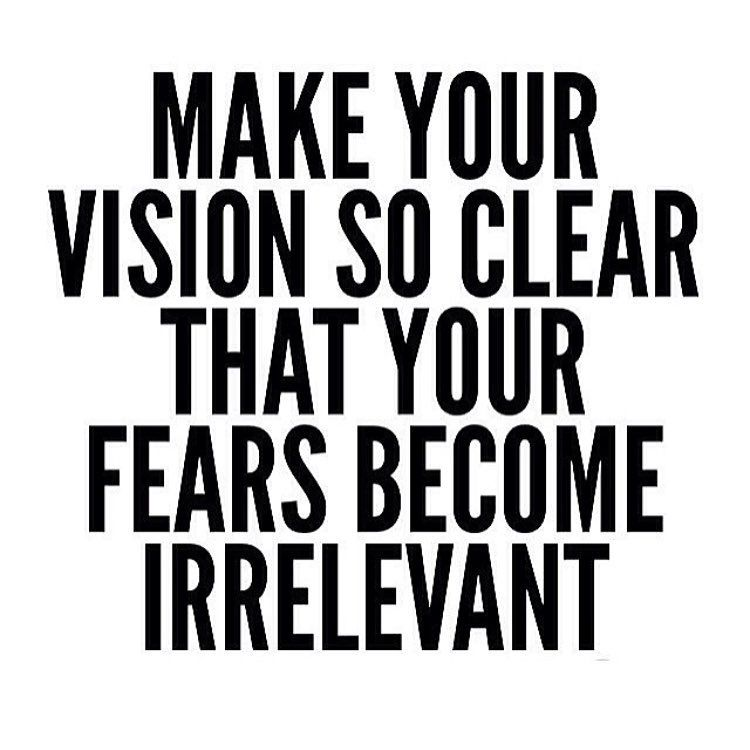 MAKE YOUR
VISION SO CLEAR
THAT YOUR
FEARS BECOME
IRRELEVANT